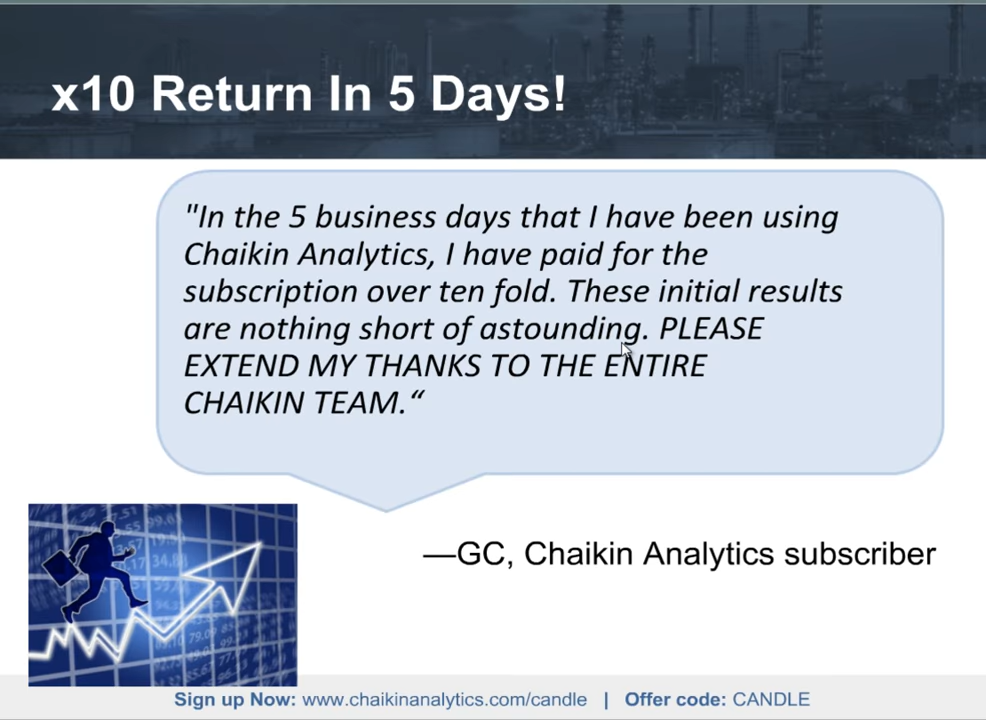 x10 Return In 5 Days!
"In the 5 business days that I have been using
Chaikin Analytics, I have paid for the
subscription over ten fold. These initial results
are nothing short of astounding. PLEASE
EXTEND MY THANKS TO THE ENTIRE
CHAIKIN TEAM.“
—GC, Chaikin Analytics subscriber
Sign up Now: www.chaikinanalytics.com/candle | Offer code: CANDLE